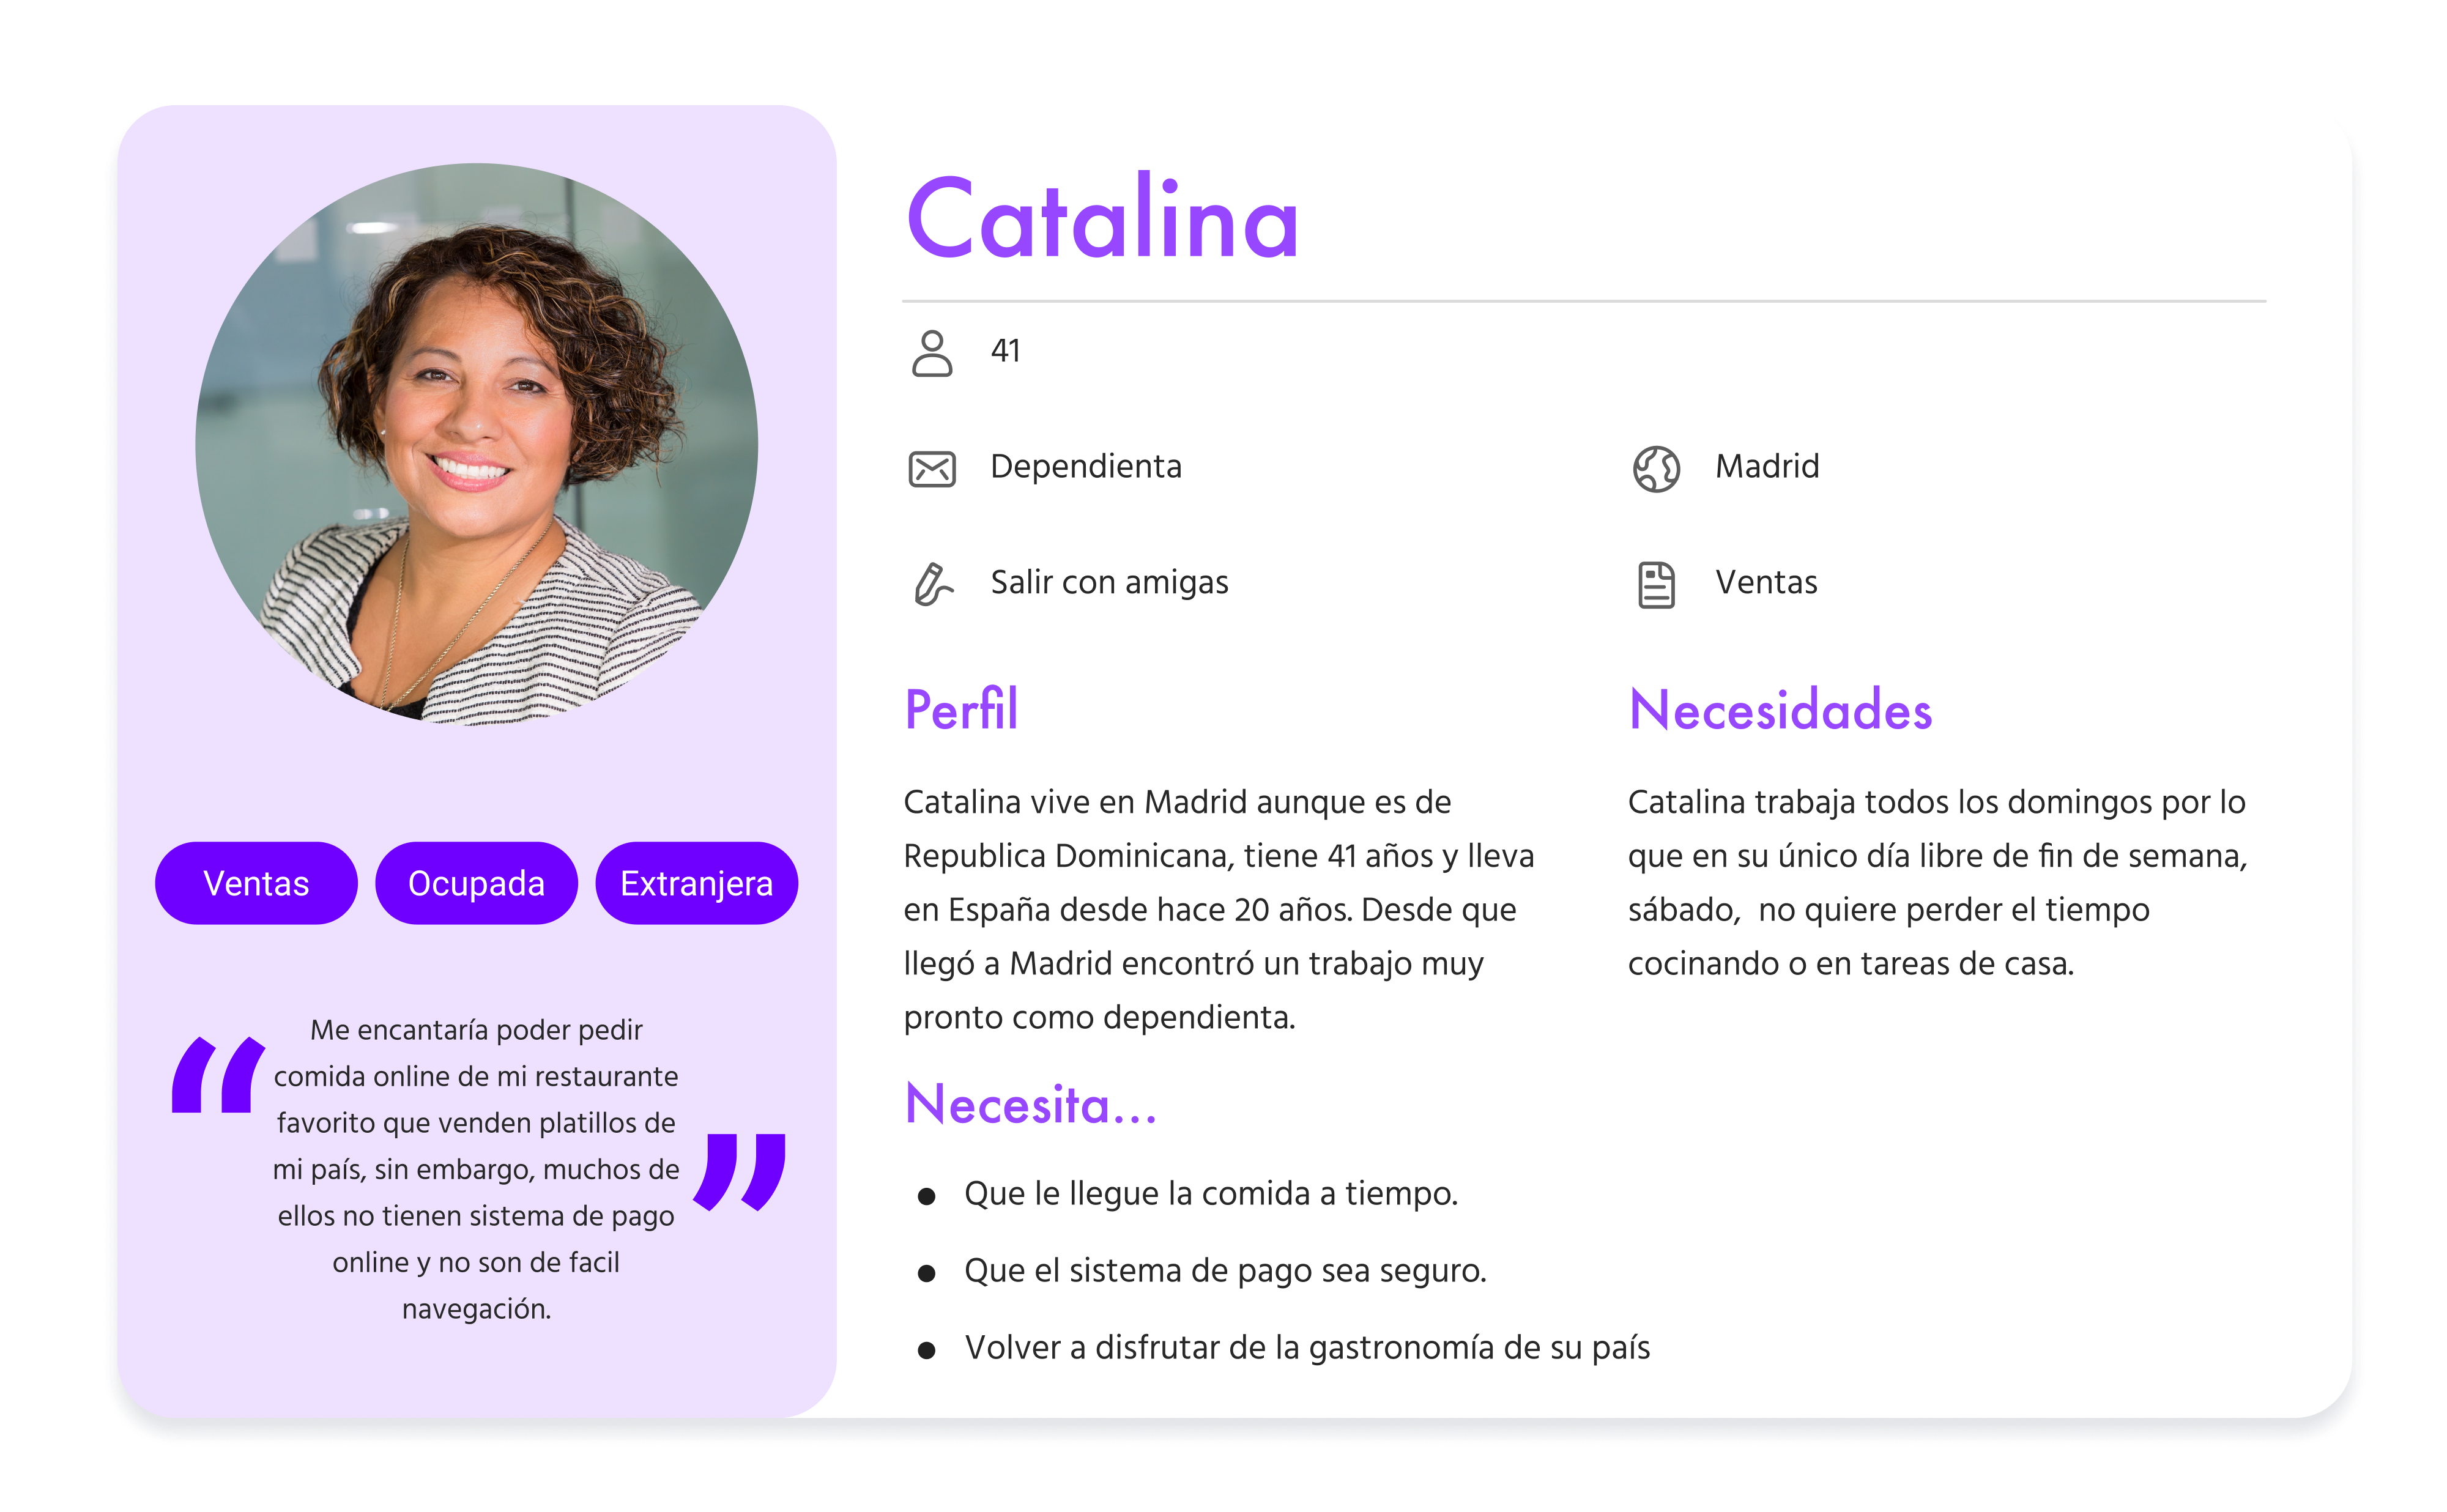 Catalina
41
Dependienta
Madrid
Salir con amigas
Ventas
Perfil
Catalina vive en Madrid aunque es de
Republica Dominicana, tiene 41 años y lleva
en España desde hace 20 años. Desde que
llegó a Madrid encontró un trabajo muy
pronto como dependienta.
Necesidades
Catalina trabaja todos los domingos por lo
que en su único día libre de fin de semana,
sábado,  no quiere perder el tiempo
cocinando o en tareas de casa.
Necesita...
● Que le llegue la comida a tiempo.
● Que el sistema de pago sea seguro.
● Volver a disfrutar de la gastronomía de su país
Ventas
Ocupada
Extranjera
“ Me encantaría poder pedir
comida online de mi restaurante
favorito que venden platillos de
mi país, sin embargo, muchos de
ellos no tienen sistema de pago
online y no son de facil
navegación. ”